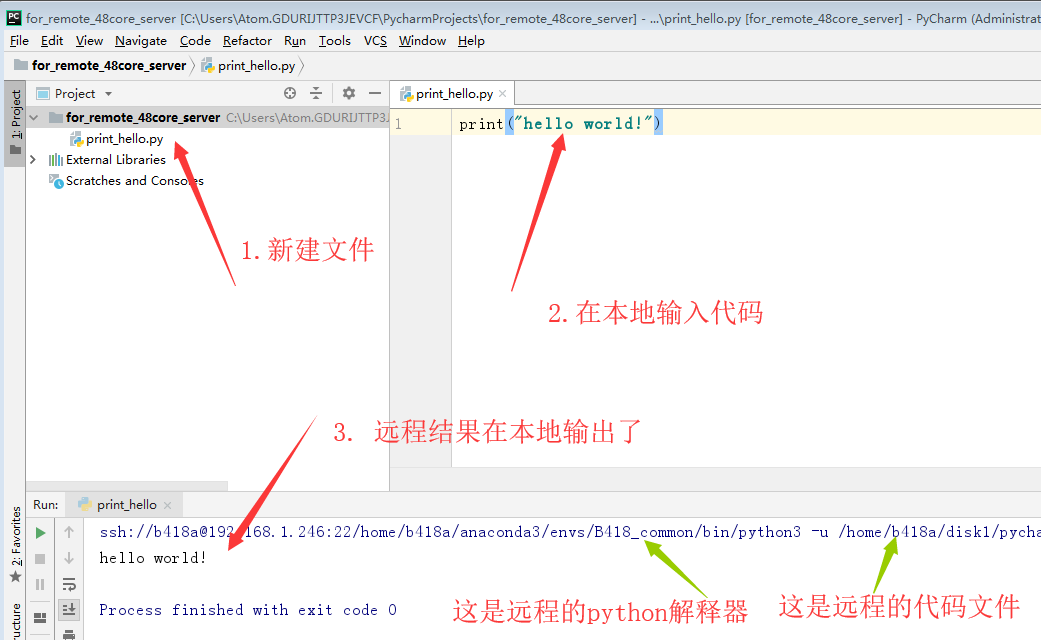 for_remote_48core_server [C:\Users\Atom.GDURIJTTP3JEVCF\PycharmProjects\for_remote_48core_server] - ...\print_hello.py [for_remote_48core_server] - PyCharm (Administrat
File Edit View Navigate Code Refactor Run Tools VCS Window Help
for_remote_48core_server print_hello.py
1: Project
Project
print_hello.py
for_remote_48core_server C:\Users\Atom.GDURIJTTP3J
1 print("hello world!")
print_hello.py
External Libraries
Scratches and Consoles
1.新建文件
2.在本地输入代码
3. 远程结果在本地输出了
Run: print_hello
2: Favorites
ssh://b418a@192.168.1.246:22/home/b418a/anaconda3/envs/B418_common/bin/python3 -u /home/b418a/disk1/pycha
hello world!
Process finished with exit code 0
这是远程的python解释器
这是远程的代码文件
ucture